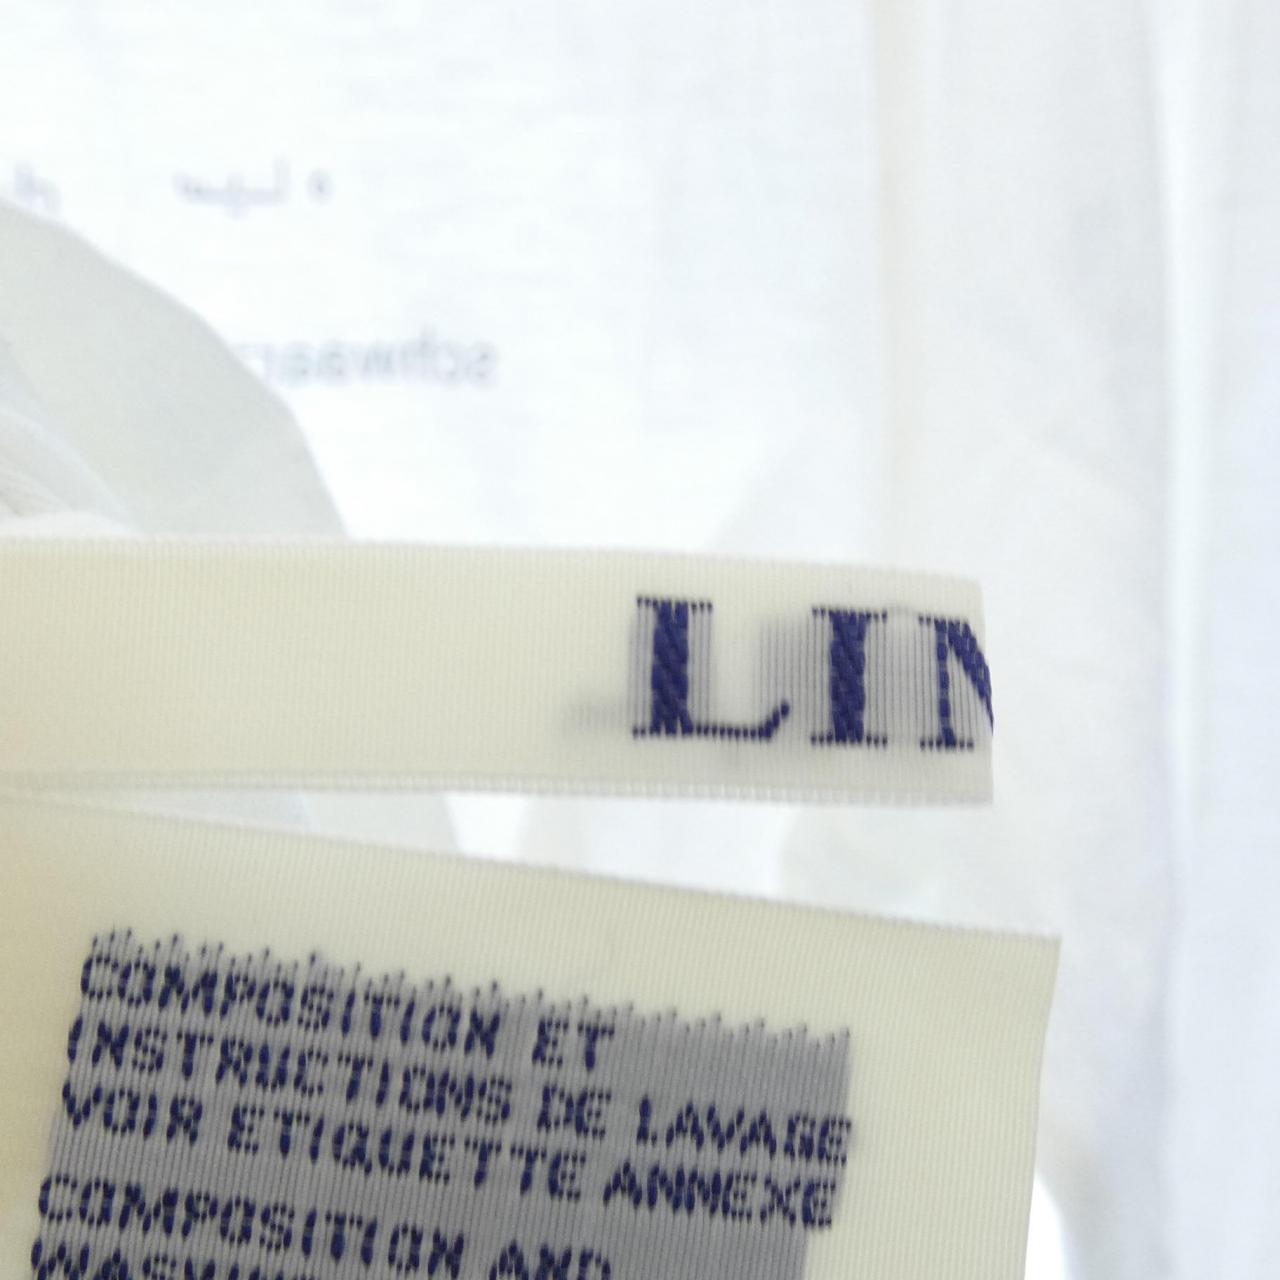 LIN
COMPOSITION ET
INSTRUCTIONS DE LAVAGE
VOIR ETIQUETTE ANNEXE
COMPOSITION AND